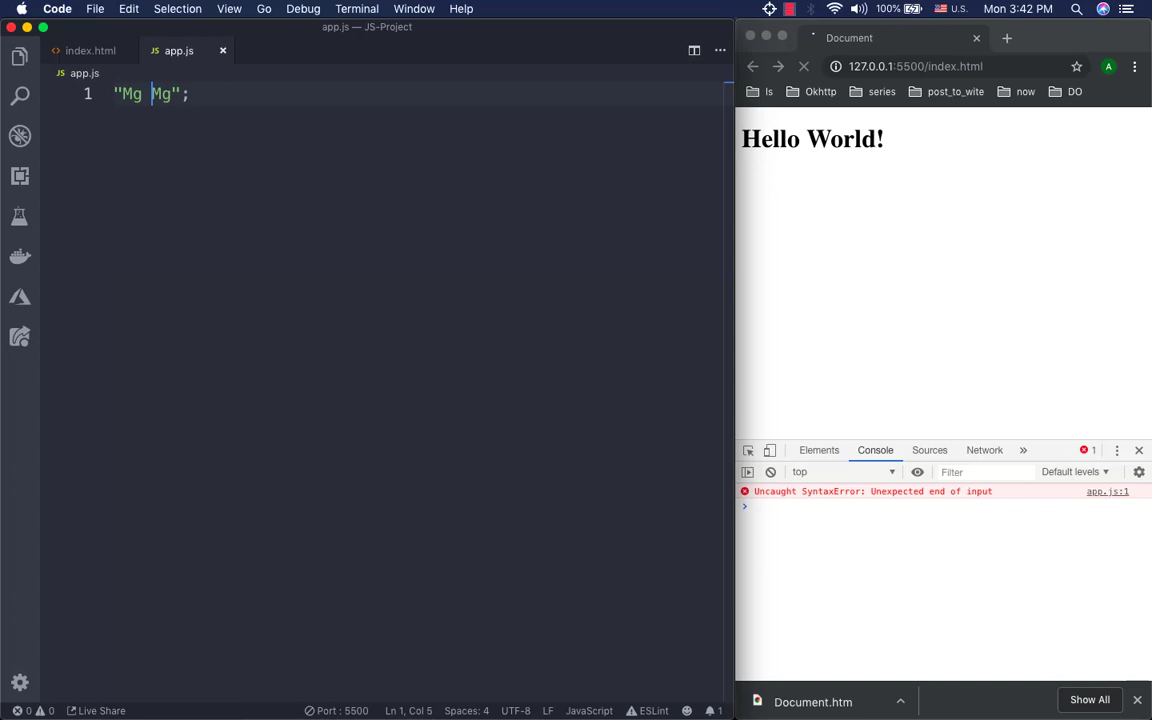 Code File Edit Selection View Go Debug Terminal Window Help
100% U.S. Mon 3:42 PM
app.js — JS-Project
index.html
JS app.js
JS app.js
1 "Mg Mg";
0 0 Live Share
Port : 5500 Ln 1, Col 5 Spaces: 4 UTF-8 LF JavaScript ESLint 1
Document
127.0.0.1:5500/index.html
A
ls Okhttp series post_to_wite now DO
Hello World!
Elements Console Sources Network » 1
top Filter Default levels
Uncaught SyntaxError: Unexpected end of input app.js:1
>
Document.htm
Show All